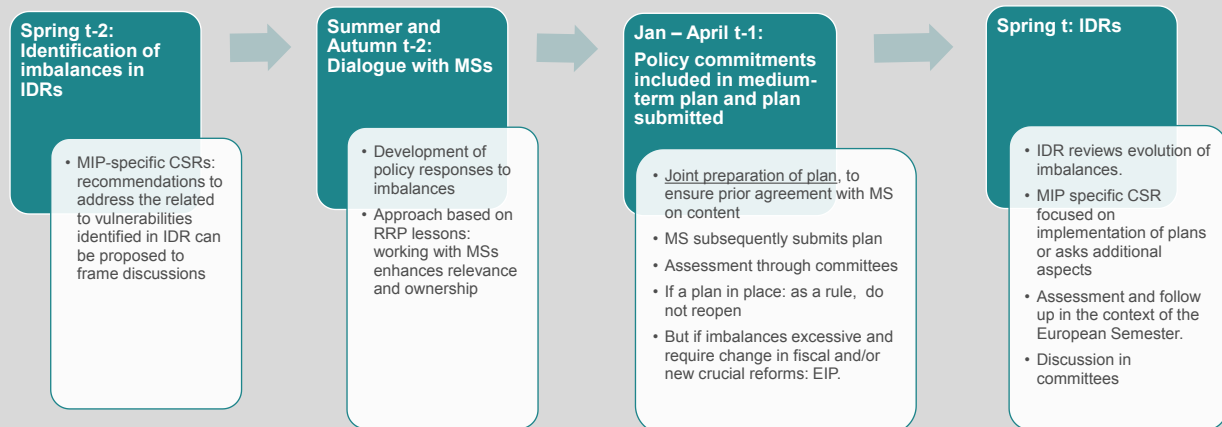 Spring t-2:
Identification of
imbalances in
IDRs
• MIP-specific CSRs:
recommendations to
address the related
to vulnerabilities
identified in IDR can
be proposed to
frame discussions
Summer and
Autumn t-2:
Dialogue with MSs
• Development of
policy responses to
imbalances
• Approach based on
RRP lessons:
working with MSs
enhances relevance
and ownership
Jan – April t-1:
Policy commitments
included in medium-
term plan and plan
submitted
• Joint preparation of plan, to
ensure prior agreement with MS
on content
• MS subsequently submits plan
• Assessment through committees
• If a plan in place: as a rule, do
not reopen
• But if imbalances excessive and
require change in fiscal and/or
new crucial reforms: EIP.
Spring t: IDRs
• IDR reviews evolution of
imbalances.
• MIP specific CSR
focused on
implementation of plans
or asks additional
aspects
• Assessment and follow
up in the context of the
European Semester.
• Discussion in
committees